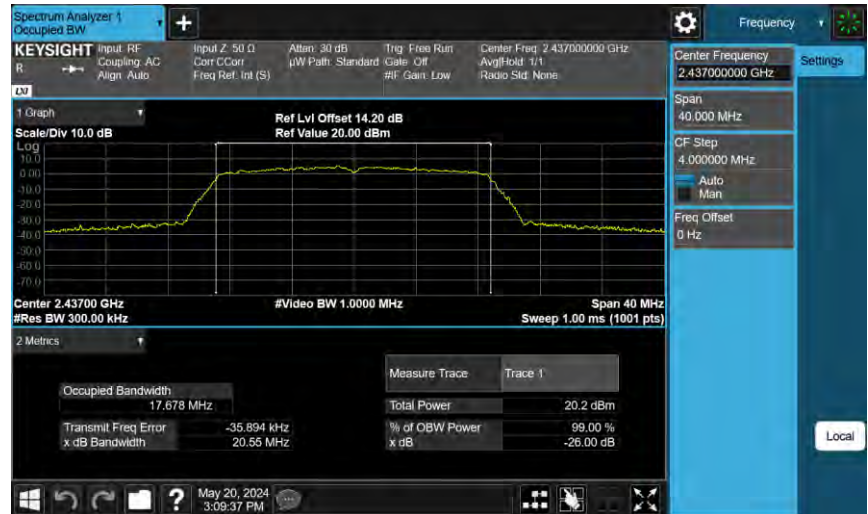 Spectrum Analyzer 1
Occupied BW
+
Frequency
KEYSIGHT
R
LXI
Input: RF
Coupling: AC
Align: Auto
Input Z: 50 Ω
Corr CCorr
Freq Ref: Int (S)
Atten: 30 dB
µW Path: Standard
Trig: Free Run
Gate: Off
#IF Gain: Low
Center Freq: 2.437000000 GHz
Avg|Hold: 1/1
Radio Std: None
Center Frequency
2.437000000 GHz
Settings
Span
40.000 MHz
CF Step
4.000000 MHz
Auto
Man
Freq Offset
0 Hz
1 Graph
Scale/Div 10.0 dB
Ref Lvl Offset 14.20 dB
Ref Value 20.00 dBm
Log
10.0
0.00
-10.0
-20.0
-30.0
-40.0
-50.0
-60.0
-70.0
Center 2.43700 GHz
#Res BW 300.00 kHz
#Video BW 1.0000 MHz
Span 40 MHz
Sweep 1.00 ms (1001 pts)
2 Metrics
Measure Trace Trace 1
Occupied Bandwidth
17.678 MHz
Total Power 20.2 dBm
Transmit Freq Error -35.894 kHz
% of OBW Power 99.00 %
x dB Bandwidth 20.55 MHz
x dB -26.00 dB
Local
?
May 20, 2024
3:09:37 PM